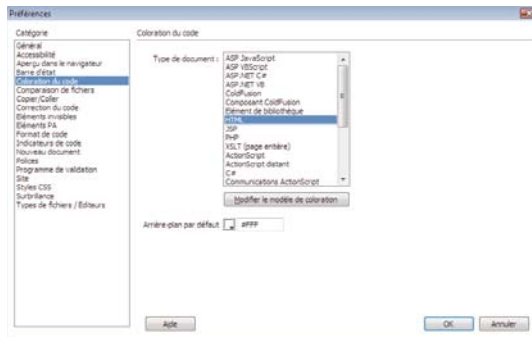 Préférences
Catégorie
Coloration du code
Général
Accessibilité
Aperçu dans le navigateur
Barre d'état
Coloration du code
Comparaison de fichiers
Copier/Coller
Correction du code
Eléments invisibles
Eléments PA
Format de code
Indicateurs de code
Nouveau document
Polices
Programme de validation
Site
Styles CSS
Surbrillance
Types de fichiers / Editeurs
Type de document :
ASP JavaScript
ASP VBScript
ASP.NET C#
ASP.NET VB
ColdFusion
Composant ColdFusion
Elément de bibliothèque
HTML
JSP
PHP
XSLT (page entière)
ActionScript
ActionScript distant
C#
Communications ActionScript
Modifier le modèle de coloration
Arrière-plan par défaut
#FFF
Aide
OK
Annuler